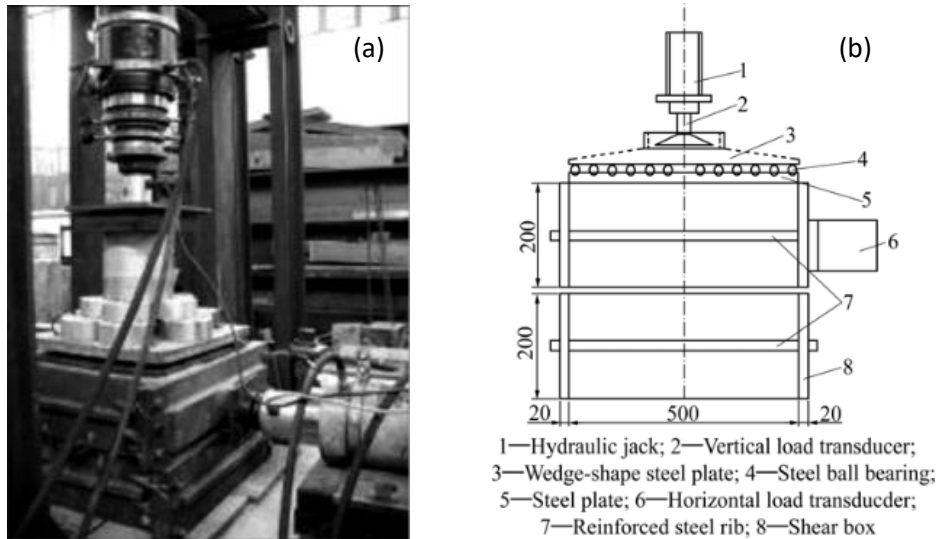 (a)
(b)
1
2
3
4
5
200
6
7
200
8
20 500 20
1—Hydraulic jack; 2—Vertical load transducer;
3—Wedge-shape steel plate; 4—Steel ball bearing;
5—Steel plate; 6—Horizontal load transducder;
7—Reinforced steel rib; 8—Shear box